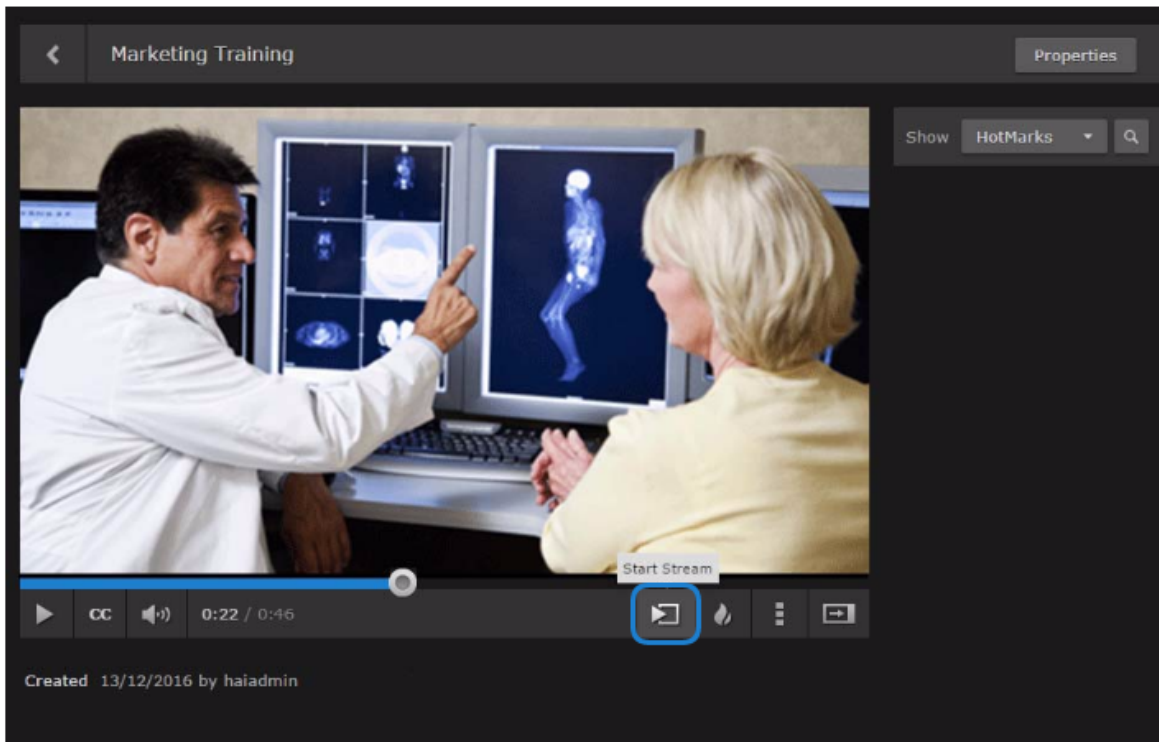 Marketing Training
Properties
Show HotMarks
Start Stream
CC 0:22 / 0:46
Created 13/12/2016 by haiadmin